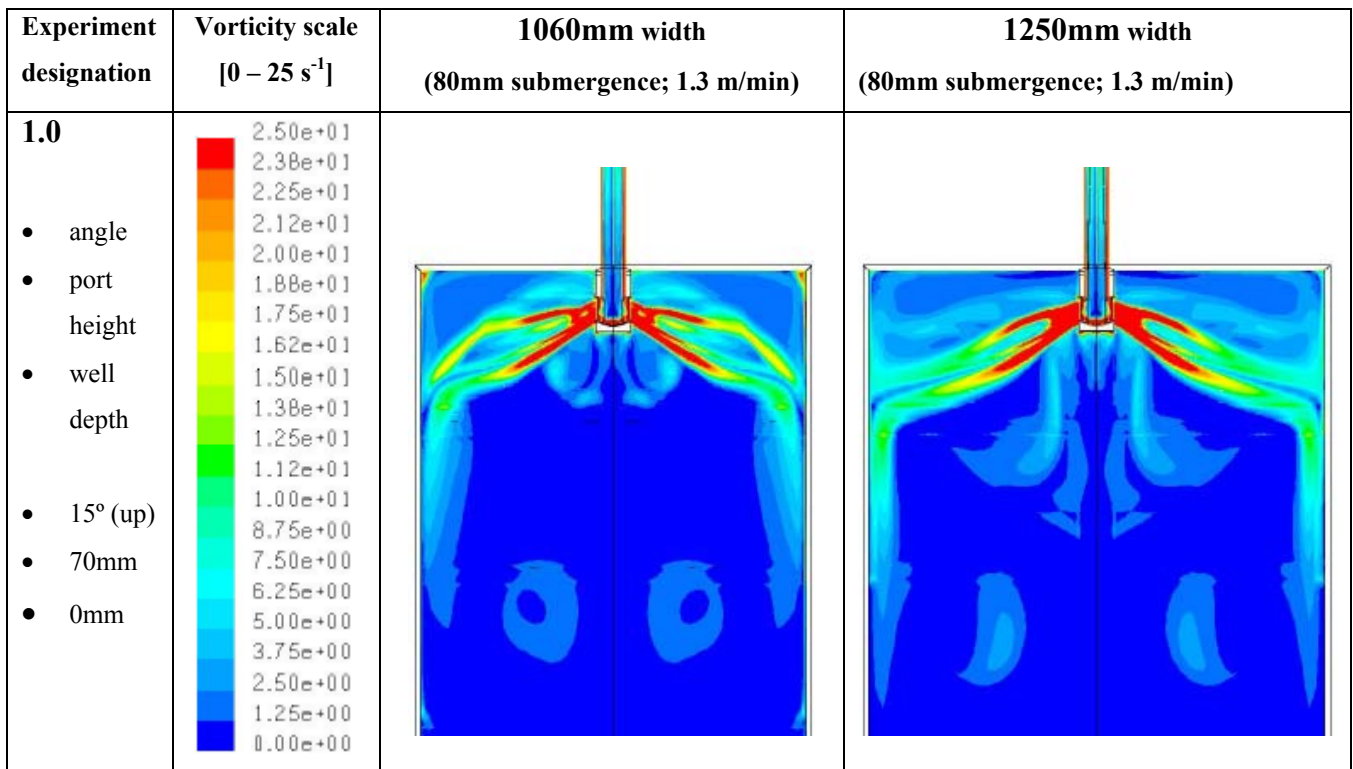 Experiment designation
Vorticity scale [0 – 25 s⁻¹]
1060mm width
(80mm submergence; 1.3 m/min)
1250mm width
(80mm submergence; 1.3 m/min)
1.0
• angle
• port height
• well depth
• 15º (up)
• 70mm
• 0mm
2.50e+01
2.38e+01
2.25e+01
2.12e+01
2.00e+01
1.88e+01
1.75e+01
1.62e+01
1.50e+01
1.38e+01
1.25e+01
1.12e+01
1.00e+01
8.75e+00
7.50e+00
6.25e+00
5.00e+00
3.75e+00
2.50e+00
1.25e+00
0.00e+00